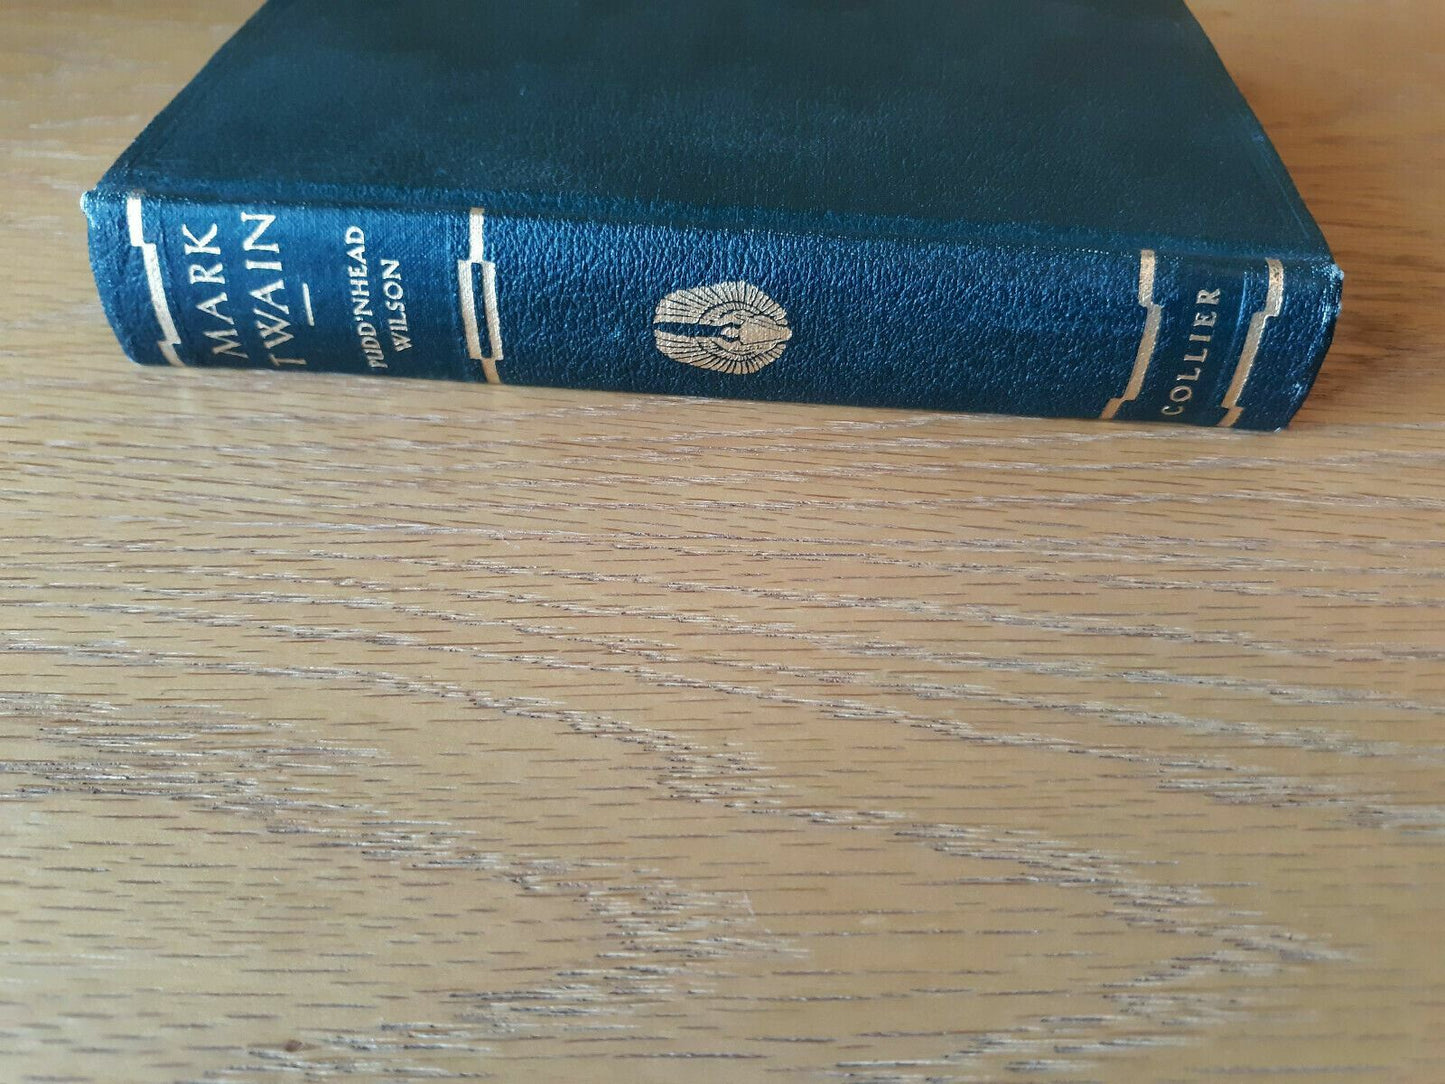 MARK
TWAIN
PUDD'NHEAD
WILSON
COLLIER